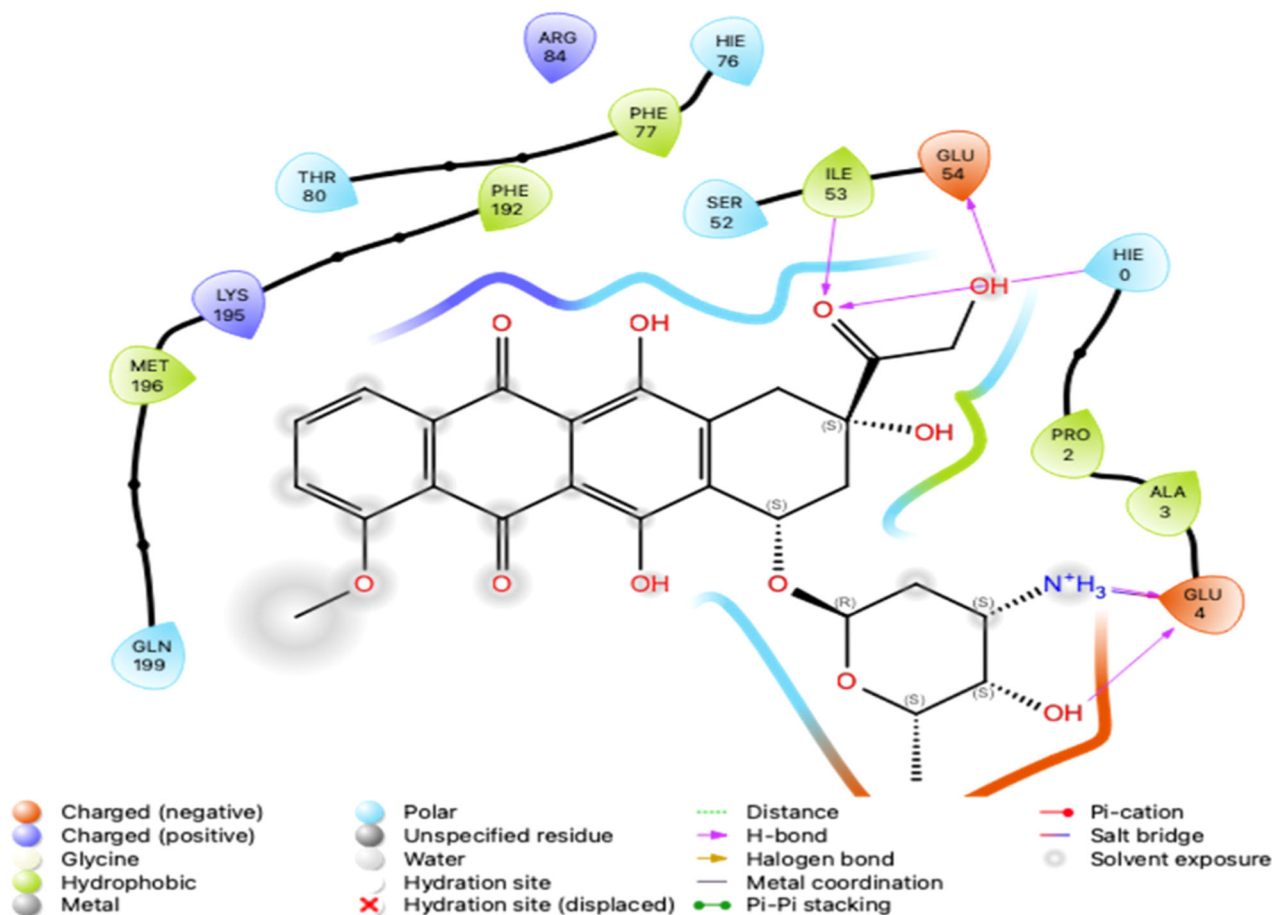 ARG
84
HIE
76
PHE
77
THR
80
PHE
192
SER
52
ILE
53
GLU
54
HIE
0
LYS
195
MET
196
GLN
199
PRO
2
ALA
3
GLU
4
OH
O
O
OH
(S)
OH
(S)
O
O
OH
O
(R)
(S)
N⁺H₃
O
(S)
(S)
OH
Charged (negative)
Charged (positive)
Glycine
Hydrophobic
Metal
Polar
Unspecified residue
Water
Hydration site
Hydration site (displaced)
Distance
H-bond
Halogen bond
Metal coordination
Pi-Pi stacking
Pi-cation
Salt bridge
Solvent exposure